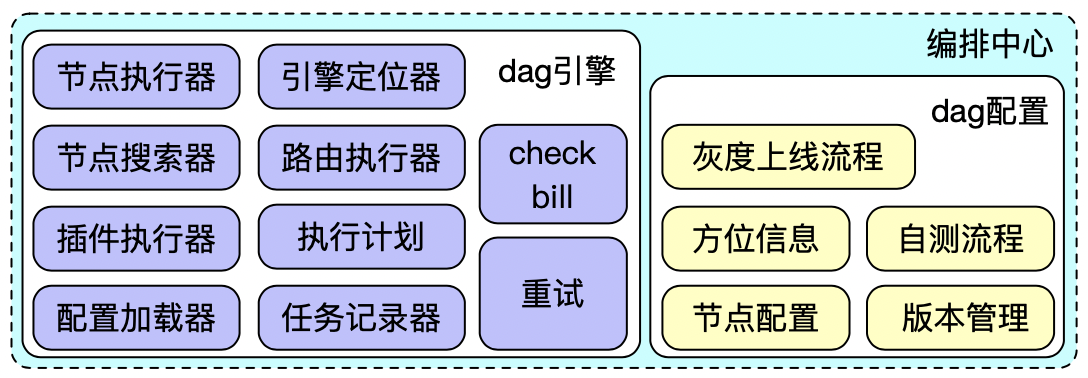 编排中心
dag引擎
节点执行器
引擎定位器
节点搜索器
路由执行器
check
bill
插件执行器
执行计划
重试
配置加载器
任务记录器
dag配置
灰度上线流程
方位信息
自测流程
节点配置
版本管理